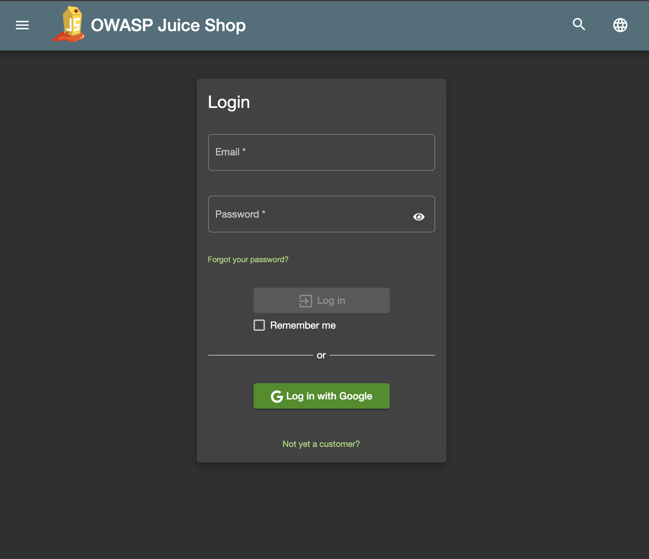 JS
OWASP Juice Shop
Login
Email *
Password *
Forgot your password?
Log in
Remember me
or
G Log in with Google
Not yet a customer?